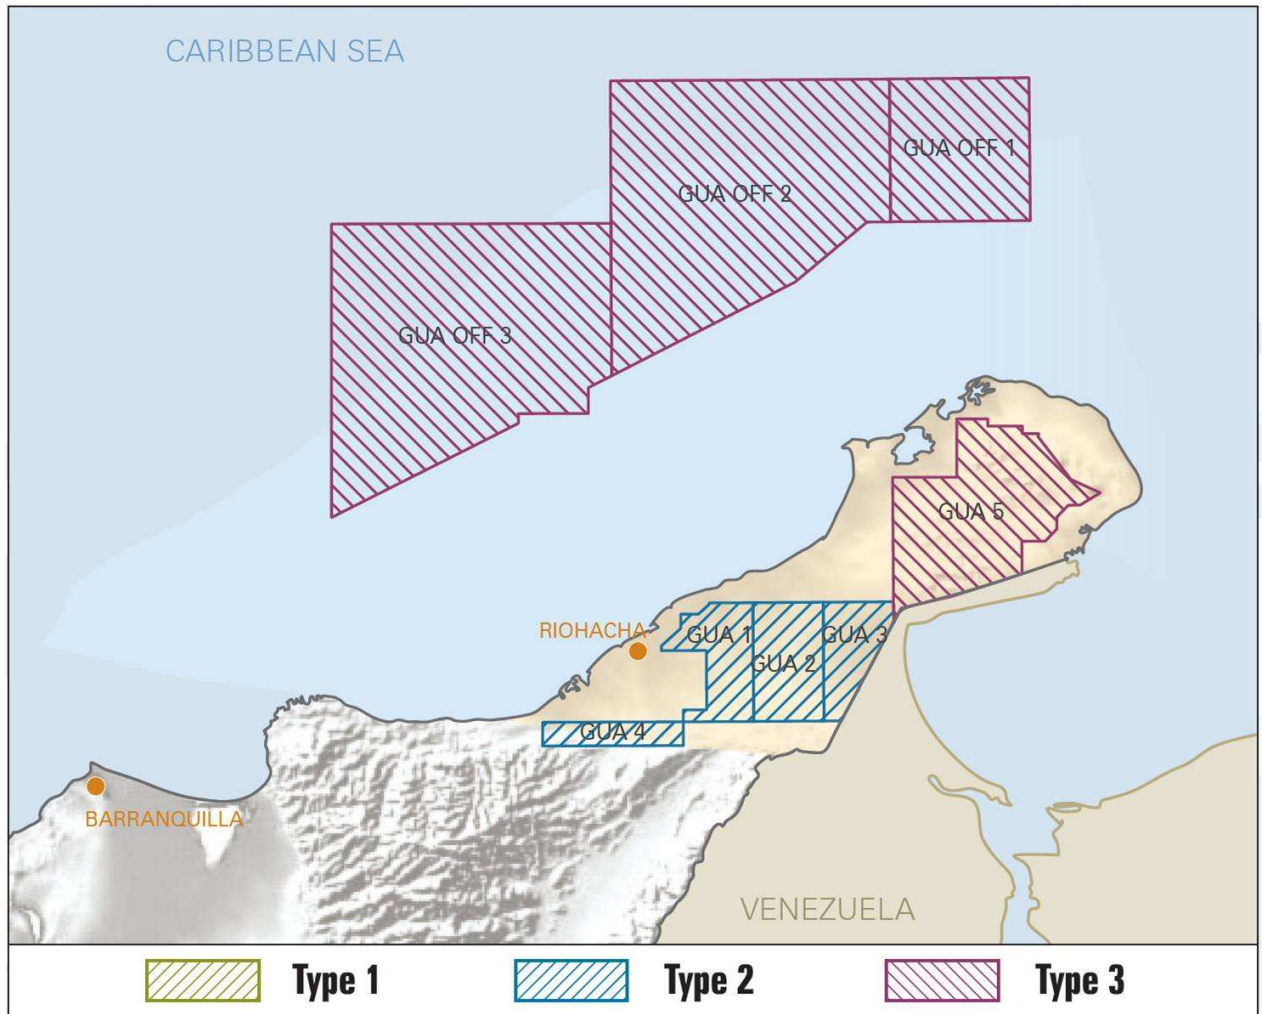 CARIBBEAN SEA
GUA OFF 1
GUA OFF 2
GUA OFF 3
GUA 5
RIOHACHA
GUA 1
GUA 3
GUA 2
GUA 4
BARRANQUILLA
VENEZUELA
Type 1
Type 2
Type 3